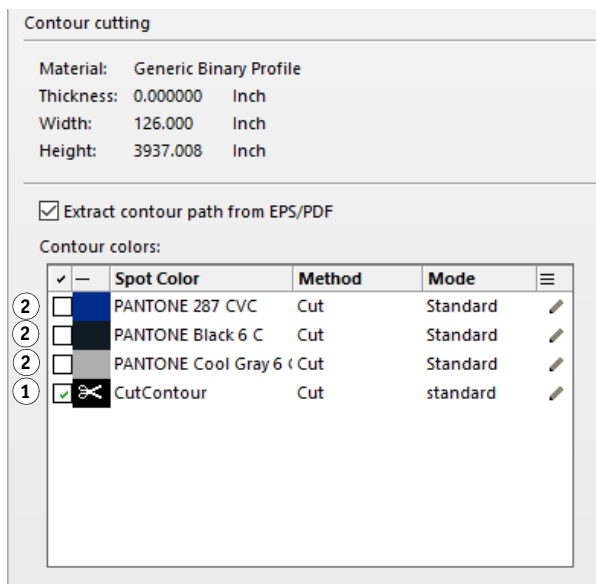 Contour cutting
Material: Generic Binary Profile
Thickness: 0.000000 Inch
Width: 126.000 Inch
Height: 3937.008 Inch
Extract contour path from EPS/PDF
Contour colors:
Spot Color Method Mode
2 PANTONE 287 CVC Cut Standard
2 PANTONE Black 6 C Cut Standard
2 PANTONE Cool Gray 6 ( Cut Standard
1 CutContour Cut standard